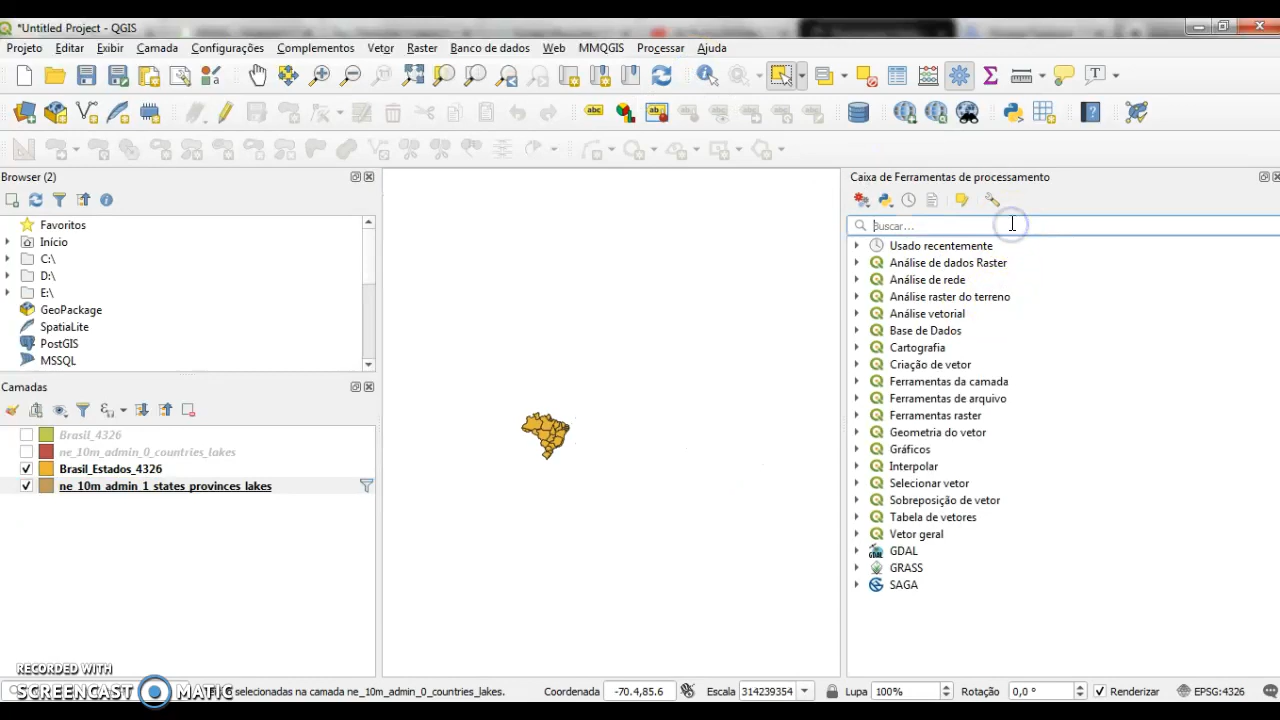 *Untitled Project - QGIS
Projeto Editar Exibir Camada Configurações Complementos Vetor Raster Banco de dados Web MMQGIS Processar Ajuda
Browser (2)
Favoritos
Início
C:\
D:\
E:\
GeoPackage
SpatiaLite
PostGIS
MSSQL
Camadas
Brasil_4326
ne_10m_admin_0_countries_lakes
Brasil_Estados_4326
ne_10m_admin_1_states_provinces_lakes
Caixa de Ferramentas de processamento
Buscar...
Usado recentemente
Análise de dados Raster
Análise de rede
Análise raster do terreno
Análise vetorial
Base de Dados
Cartografia
Criação de vetor
Ferramentas da camada
Ferramentas de arquivo
Ferramentas raster
Geometria do vetor
Gráficos
Interpolar
Selecionar vetor
Sobreposição de vetor
Tabela de vetores
Vetor geral
GDAL
GRASS
SAGA
RECORDED WITH
SCREENCAST MATIC
selecionadas na camada ne_10m_admin_0_countries_lakes. Coordenada -70.4,85.6 Escala 314239354 Lupa 100% Rotação 0,0 ° Renderizar EPSG:4326